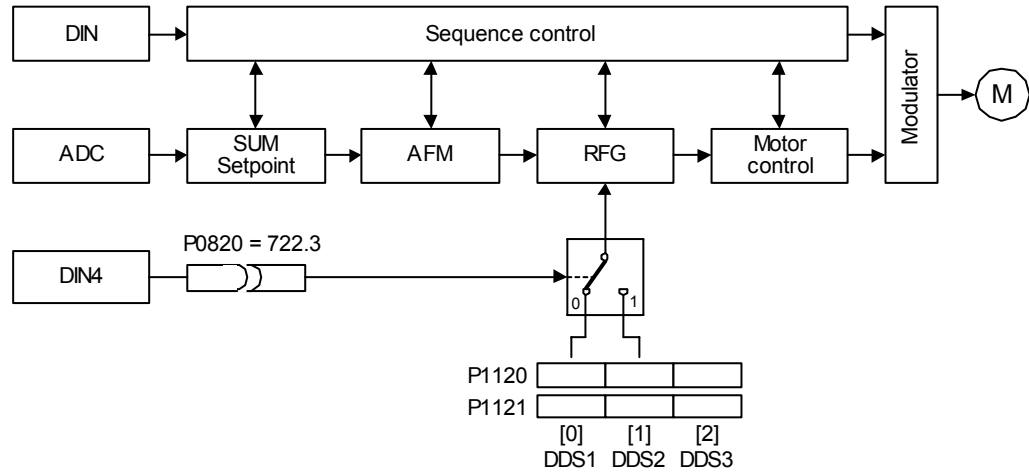 DIN
Sequence control
Modulator
M
ADC
SUM
Setpoint
AFM
RFG
Motor
control
P0820 = 722.3
DIN4
0
1
P1120
P1121
[0]
[1]
[2]
DDS1
DDS2
DDS3